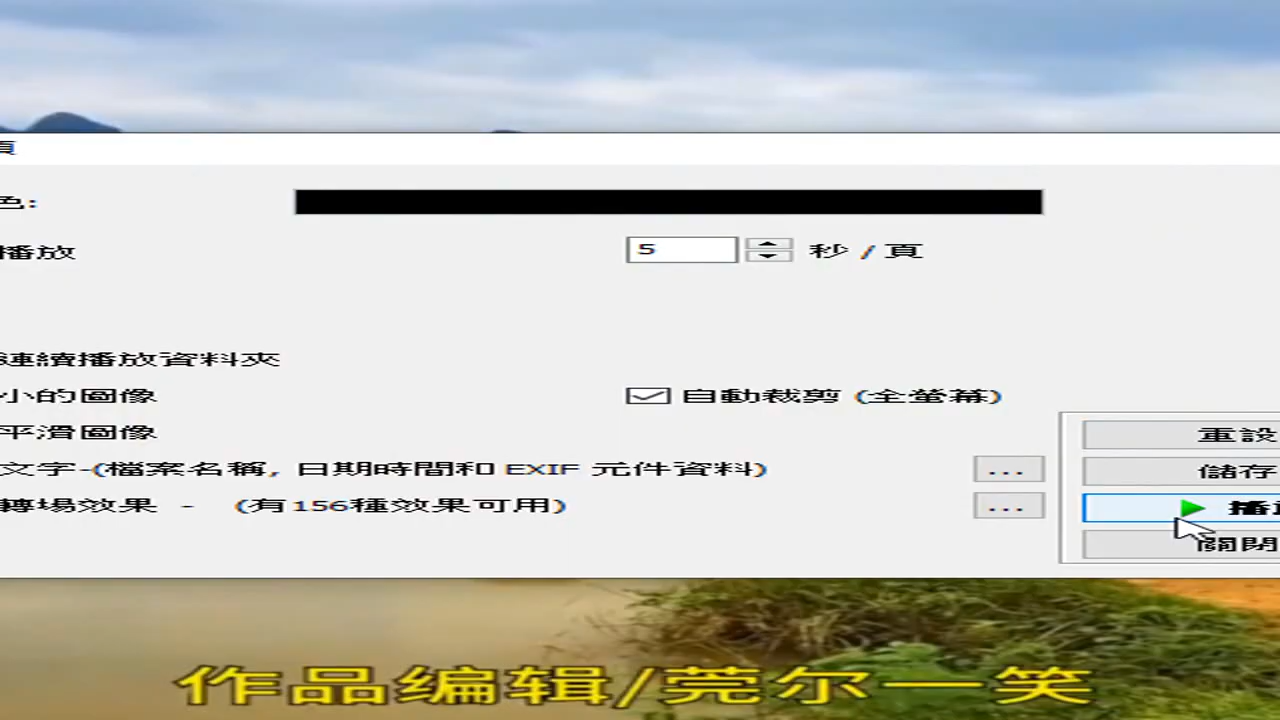 頁
色:
播放
5 秒 / 頁
連續播放資料夾
小的圖像
自動裁剪 (全螢幕)
平滑圖像
重設
文字-(檔案名稱, 日期時間和 EXIF 元件資料)
...
儲存
轉場效果 - (有156種效果可用)
...
播放
關閉
作品编辑/莞尔一笑